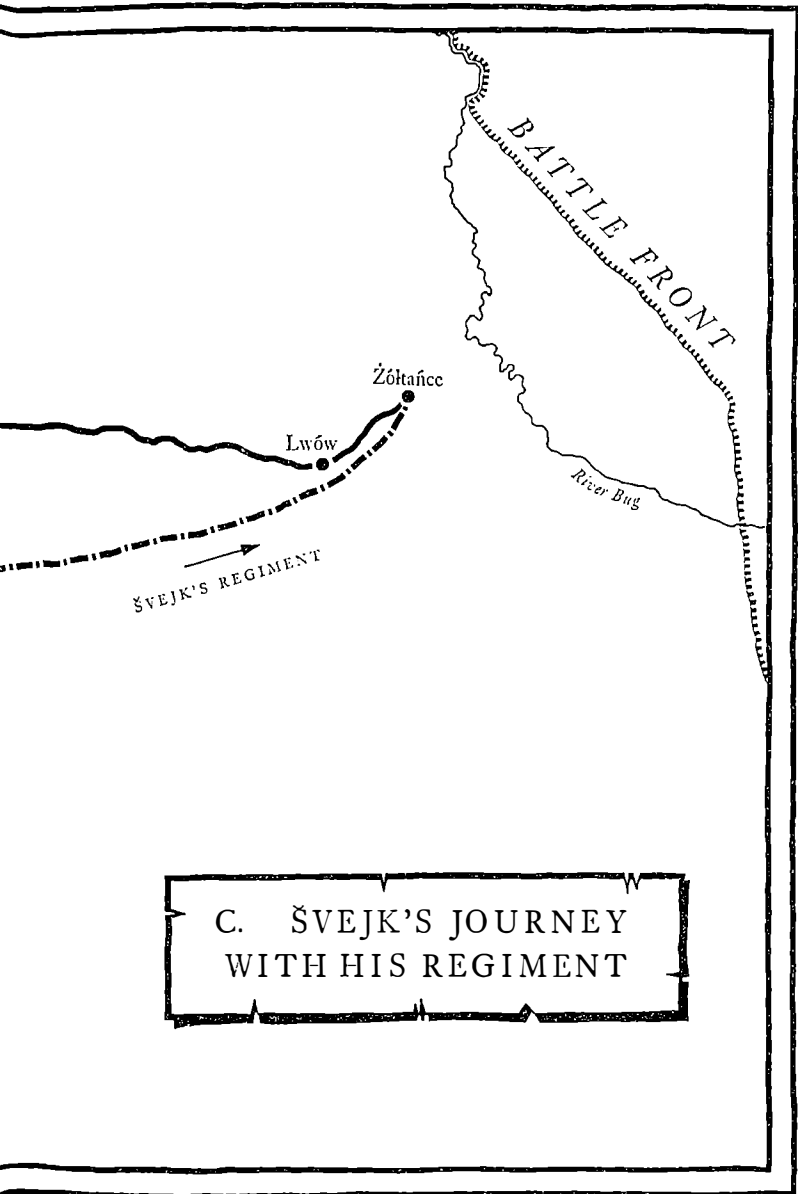 BATTLE FRONT
Żółtańce
Lwów
River Bug
ŠVEJK'S REGIMENT
C. ŠVEJK'S JOURNEY
WITH HIS REGIMENT